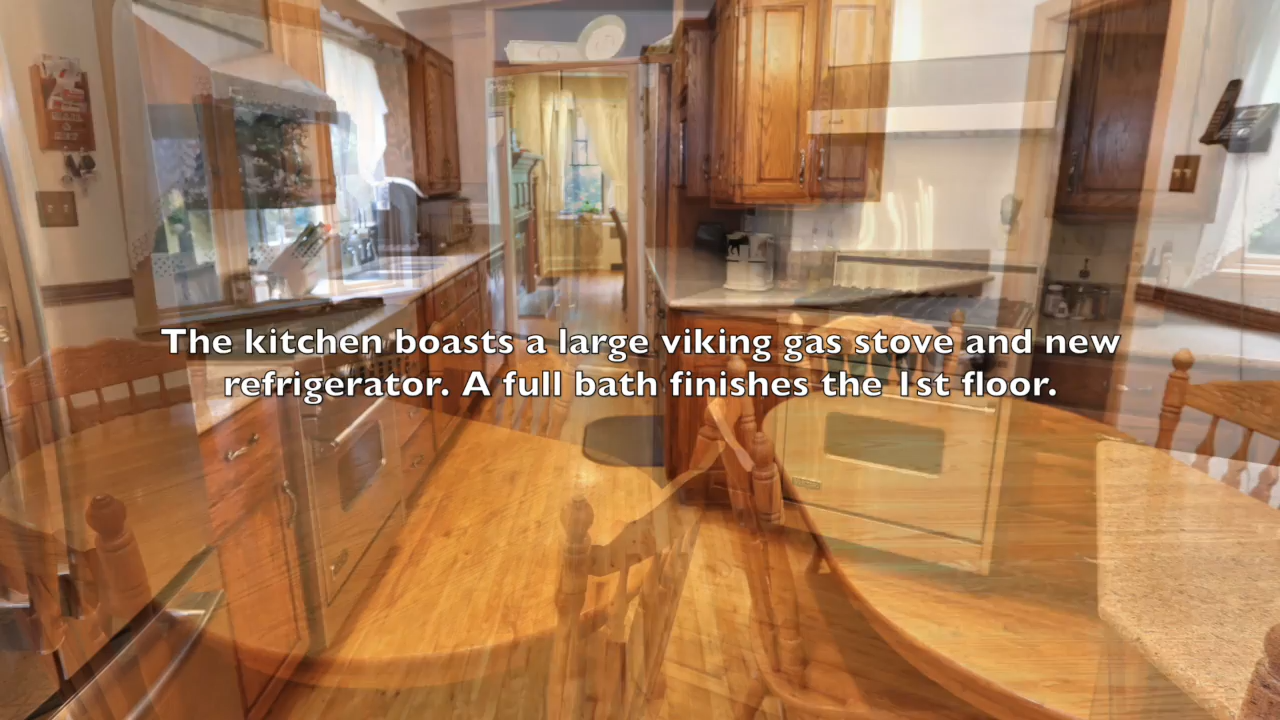 The kitchen boasts a large viking gas stove and new
refrigerator. A full bath finishes the 1st floor.